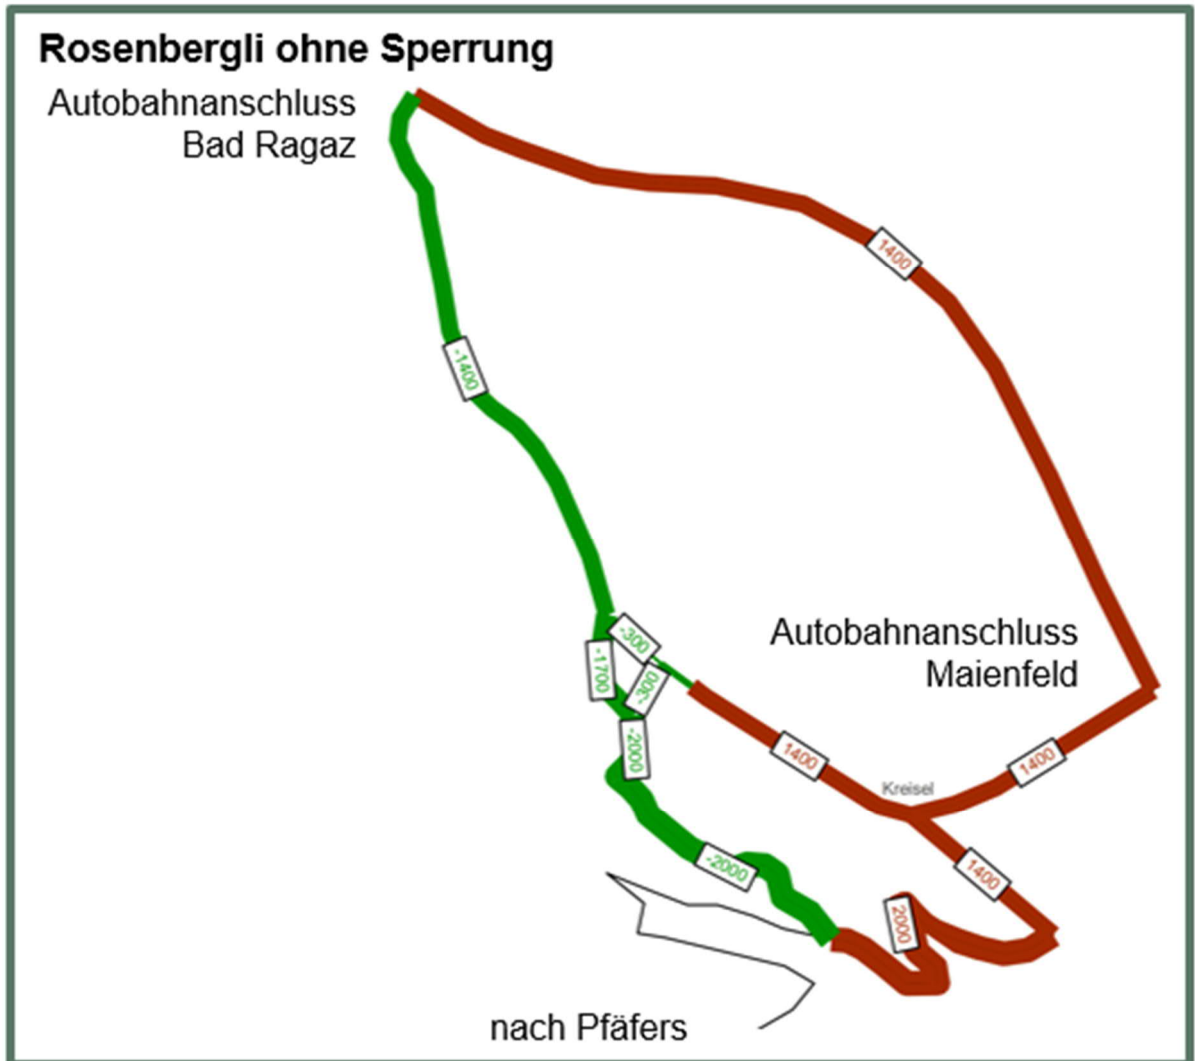 Rosenbergli ohne Sperrung
Autobahnanschluss
Bad Ragaz
1400
-1400
-300
-1700
-300
-2000
Autobahnanschluss
Maienfeld
1400
1400
Kreisel
-2000
1400
2000
nach Pfäfers